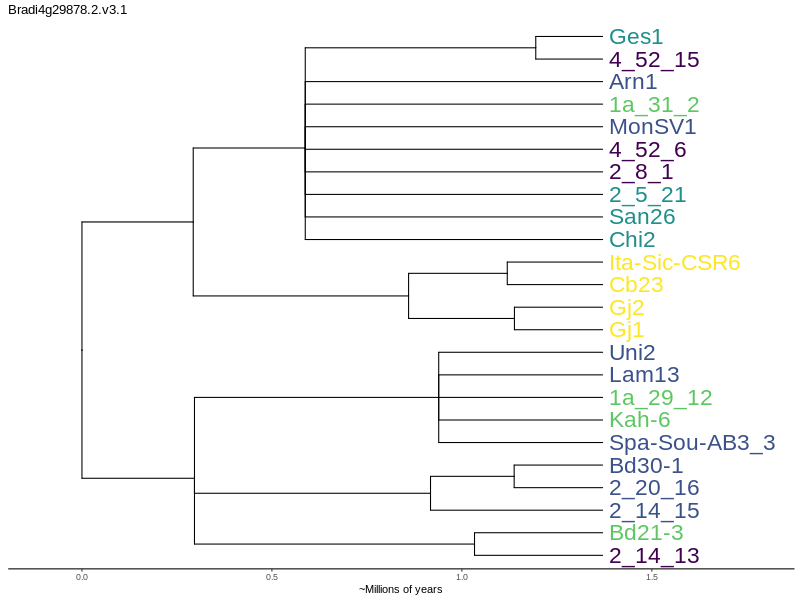 Bradi4g29878.2.v3.1
Ges1
4_52_15
Arn1
1a_31_2
MonSV1
4_52_6
2_8_1
2_5_21
San26
Chi2
Ita-Sic-CSR6
Cb23
Gj2
Gj1
Uni2
Lam13
1a_29_12
Kah-6
Spa-Sou-AB3_3
Bd30-1
2_20_16
2_14_15
Bd21-3
2_14_13
0.0 0.5 1.0 1.5
~Millions of years